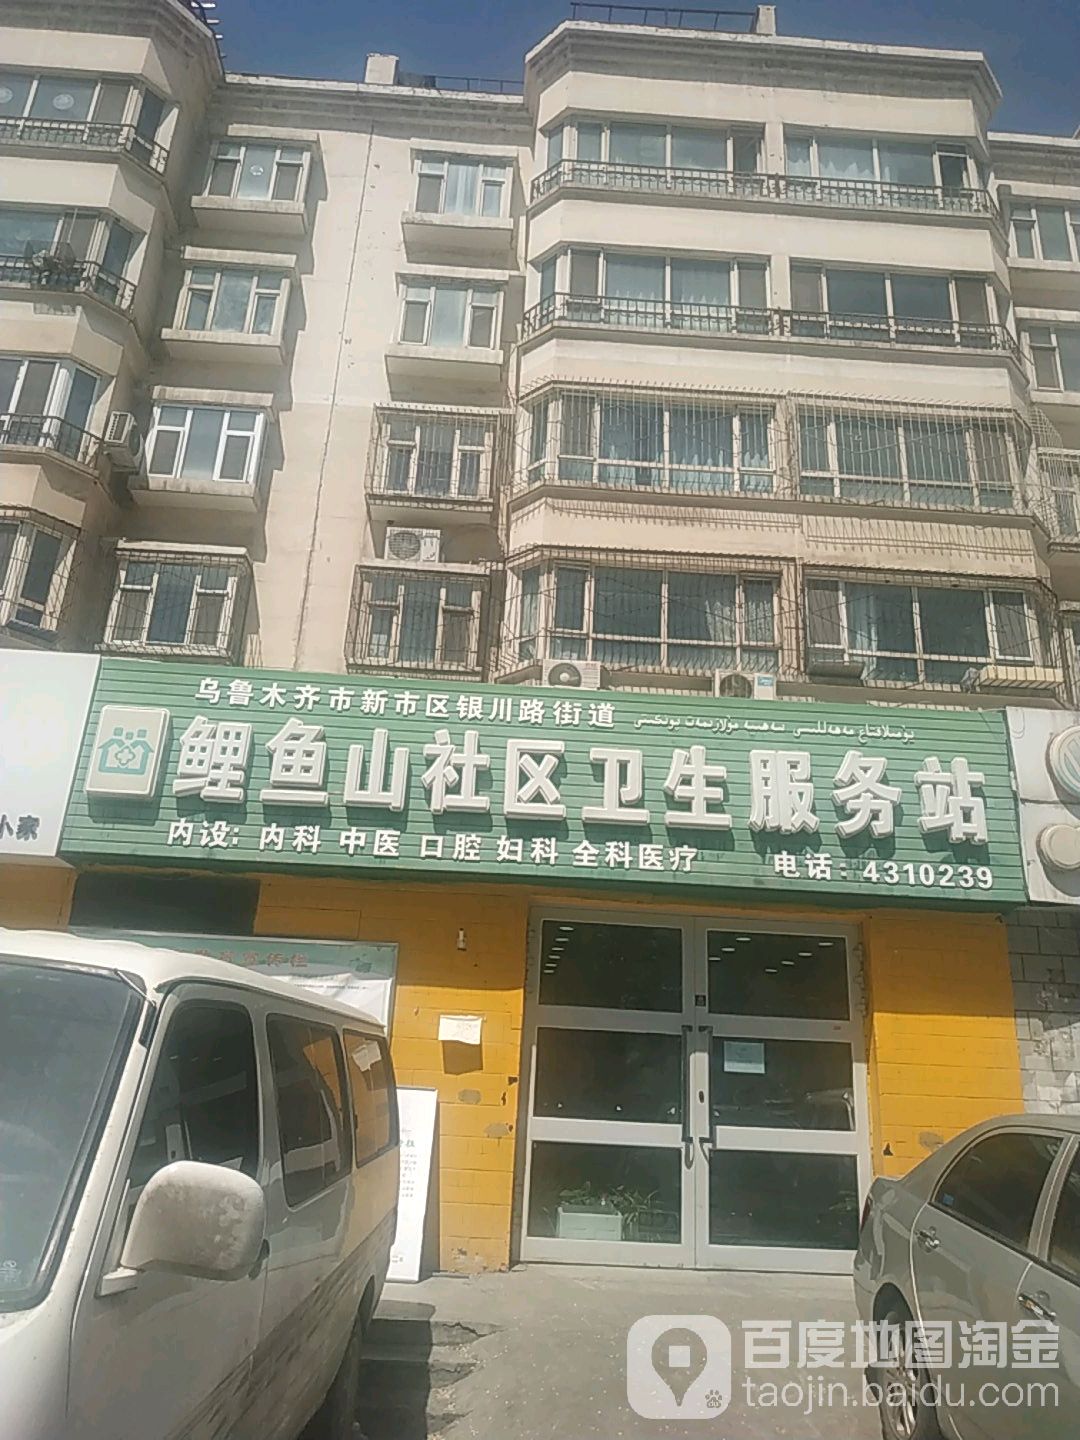 乌鲁木齐市新市区银川路街道
鲤鱼山社区卫生服务站
内设: 内科 中医 口腔 妇科 全科医疗 电话: 4310239
小家
百度地图淘金
taojin.baidu.com